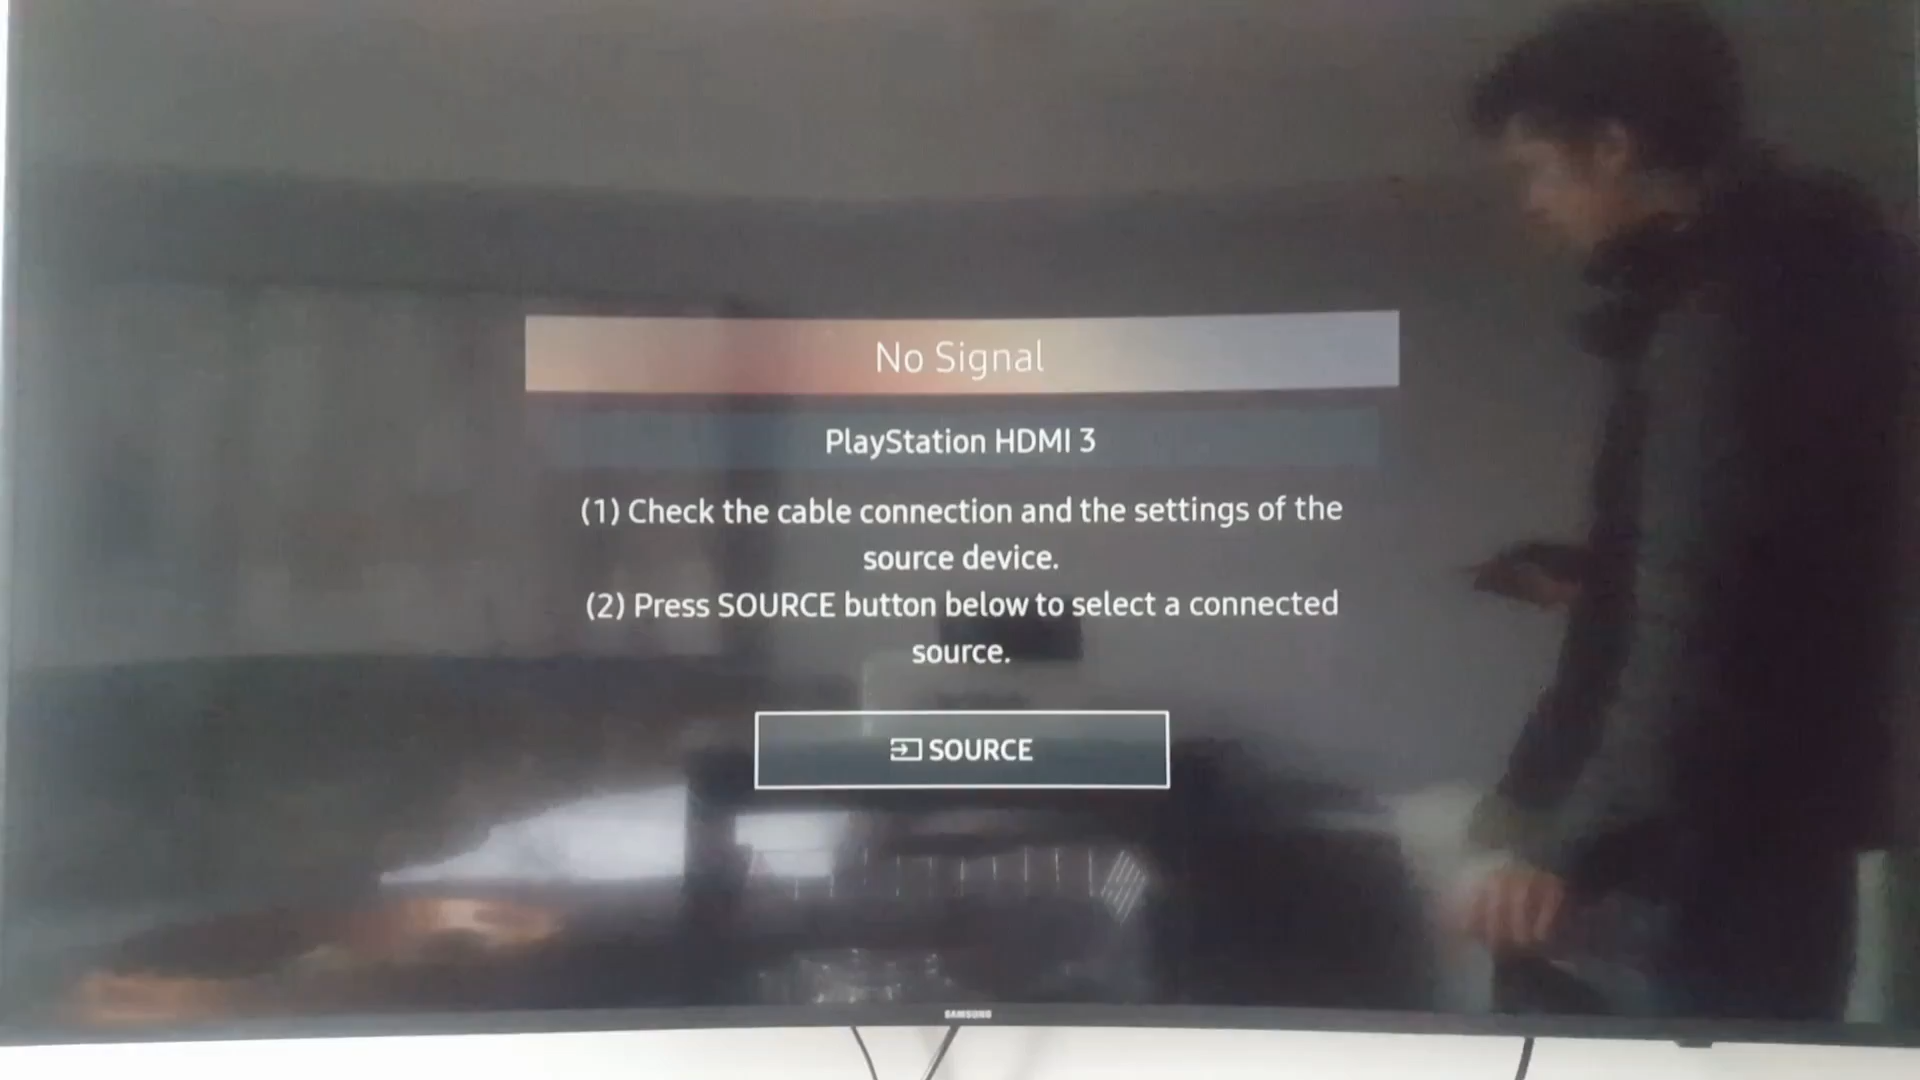 No Signal
PlayStation HDMI 3
(1) Check the cable connection and the settings of the
source device.
(2) Press SOURCE button below to select a connected
source.
SOURCE
SAMSUNG